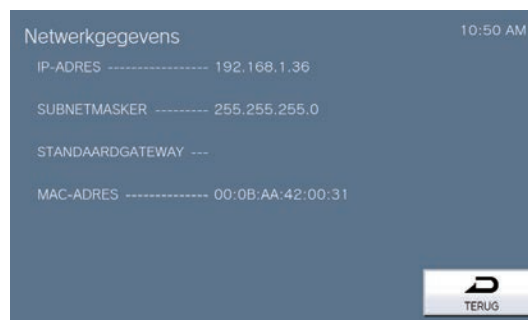 Netwerkgegevens 10:50 AM
IP-ADRES ---------------- 192.168.1.36
SUBNETMASKER --------- 255.255.255.0
STANDAARDGATEWAY ---
MAC-ADRES -------------- 00:0B:AA:42:00:31
TERUG